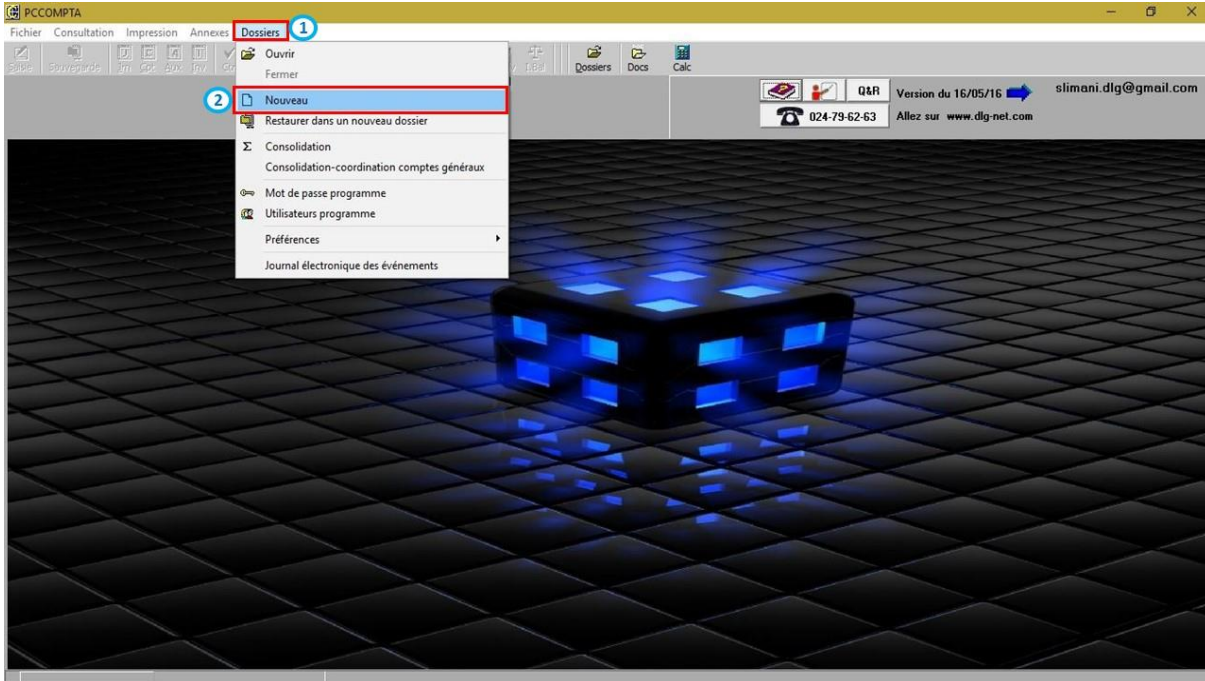 PCCOMPTA
Fichier Consultation Impression Annexes Dossiers 1
Saisie Sauvegarde Dossiers Docs Calc
Ouvrir
Fermer
2 Nouveau
Restaurer dans un nouveau dossier
Σ Consolidation
Consolidation-coordination comptes généraux
Mot de passe programme
Utilisateurs programme
Préférences
Journal électronique des événements
Q&R
Version du 16/05/16
slimani.dlg@gmail.com
024-79-62-63
Allez sur www.dlg-net.com